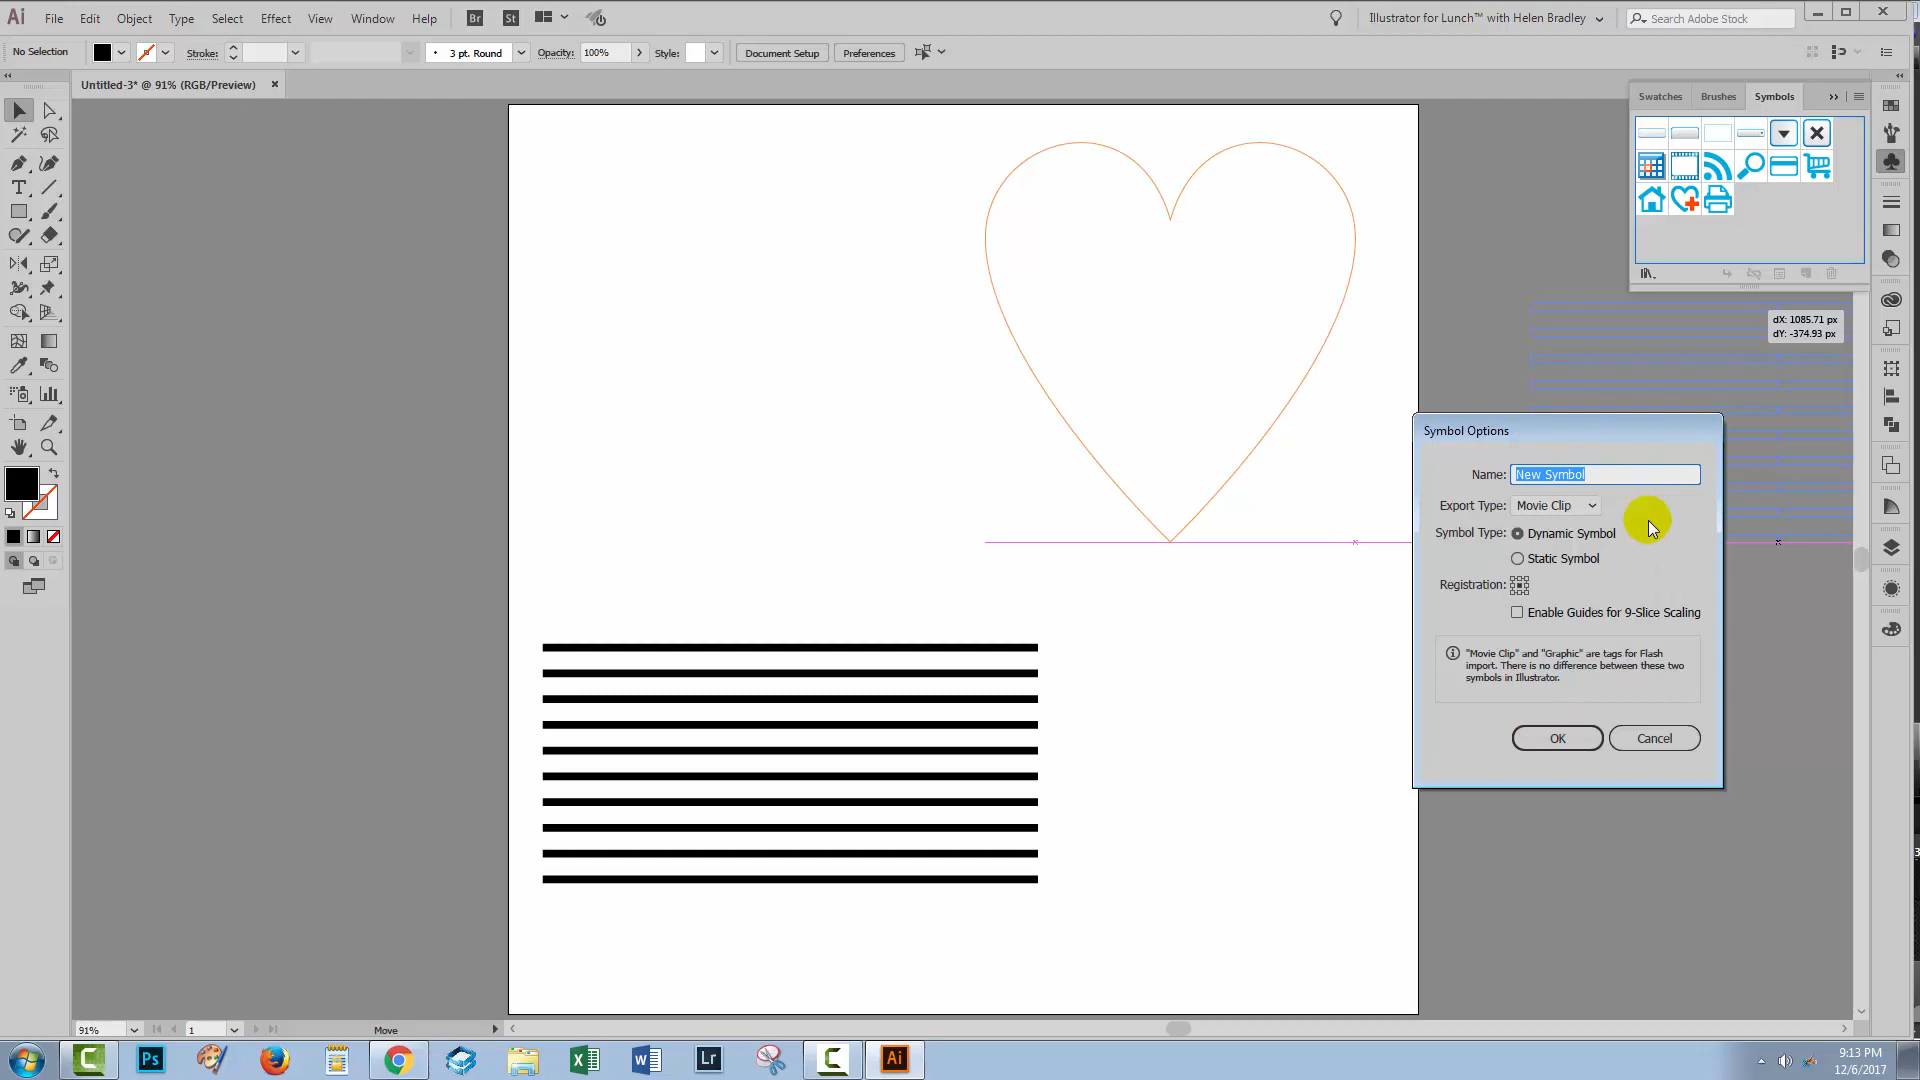 Ai File Edit Object Type Select Effect View Window Help Br St Illustrator for Lunch™ with Helen Bradley Search Adobe Stock
No Selection Stroke: 3 pt. Round Opacity: 100% Style: Document Setup Preferences
Untitled-3* @ 91% (RGB/Preview)
Swatches Brushes Symbols
dX: 1085.71 px
dY: -374.93 px
Symbol Options
Name: New Symbol
Export Type: Movie Clip
Symbol Type: Dynamic Symbol
Static Symbol
Registration:
Enable Guides for 9-Slice Scaling
"Movie Clip" and "Graphic" are tags for Flash
import. There is no difference between these two
symbols in Illustrator.
OK Cancel
91% 1 Move
Ps Lr Ai
9:13 PM
12/6/2017